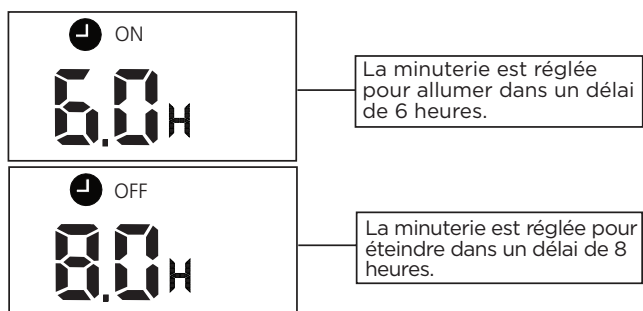 ON
6.0H
La minuterie est réglée
pour allumer dans un délai
de 6 heures.
OFF
8.0H
La minuterie est réglée pour
éteindre dans un délai de 8
heures.